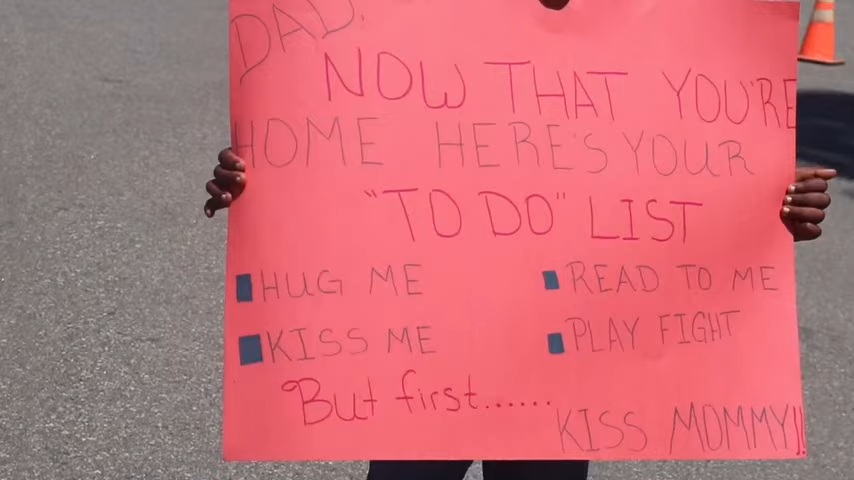 DAD,
NOW THAT YOU'RE
HOME HERE'S YOUR
"TO DO" LIST
HUG ME
READ TO ME
KISS ME
PLAY FIGHT
But first......
KISS MOMMY!!